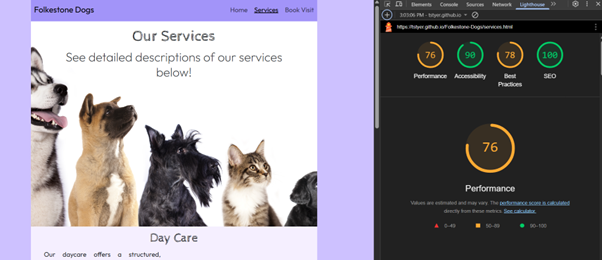 Folkestone Dogs
Home Services Book Visit
Our Services
See detailed descriptions of our services
below!
Day Care
Our daycare offers a structured,
Elements Console Sources Network Lighthouse
3:03:06 PM - tstyer.github.io
https://tstyer.github.io/Folkestone-Dogs/services.html
76 90 78 100
Performance Accessibility Best SEO
Practices
76
Performance
Values are estimated and may vary. The performance score is calculated
directly from these metrics. See calculator.
0–49 50–89 90–100